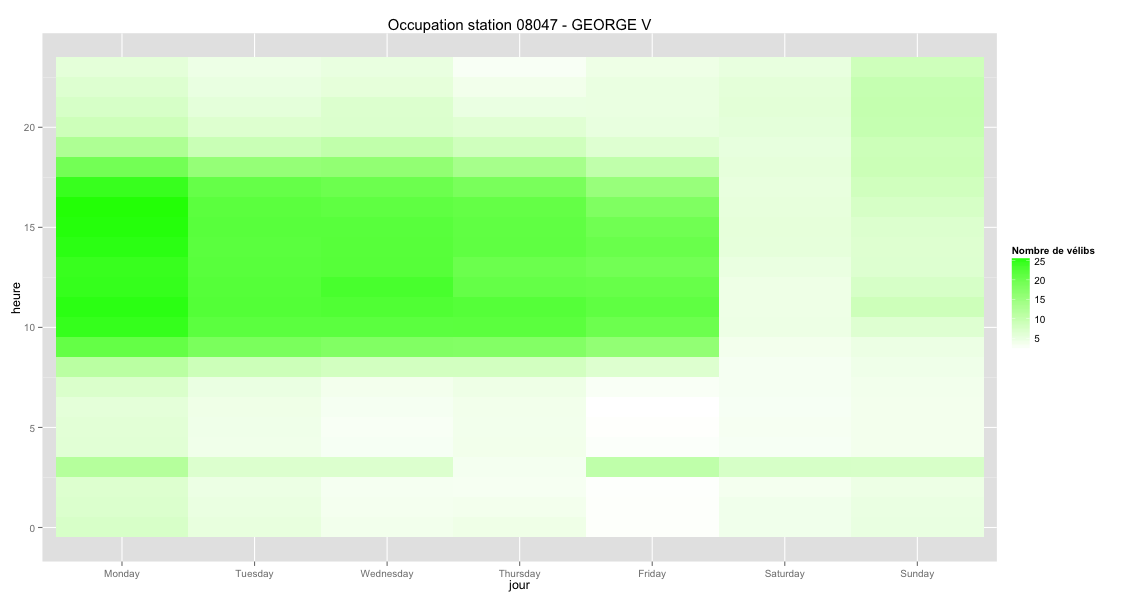 Occupation station 08047 - GEORGE V
heure
20
15
10
5
0
Monday Tuesday Wednesday Thursday Friday Saturday Sunday
jour
Nombre de vélibs
25
20
15
10
5